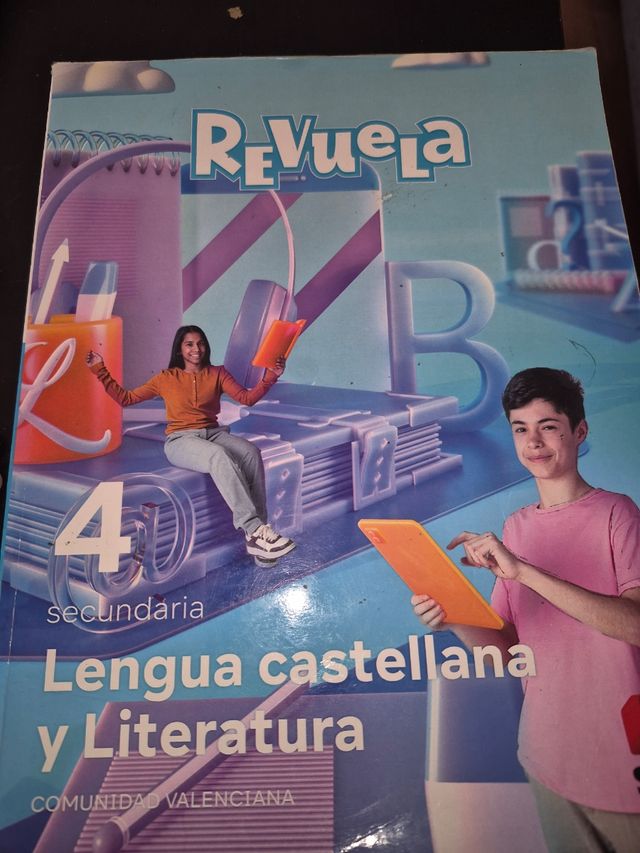 REVUELA
4
secundaria
Lengua castellana
y Literatura
COMUNIDAD VALENCIANA